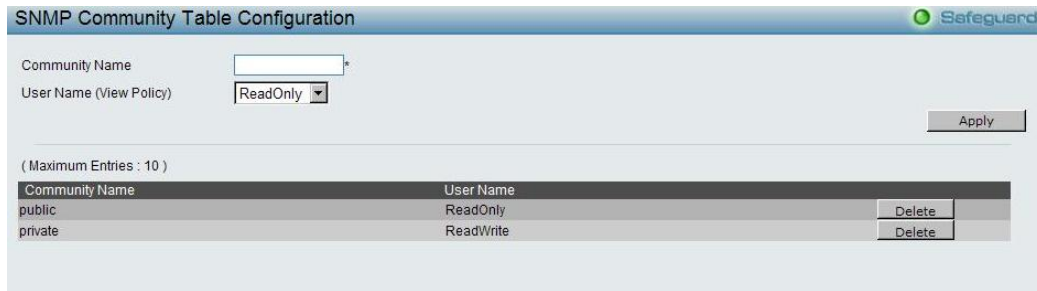 SNMP Community Table Configuration
Safeguard
Community Name *
User Name (View Policy) ReadOnly
Apply
( Maximum Entries : 10 )
Community Name User Name
public ReadOnly Delete
private ReadWrite Delete